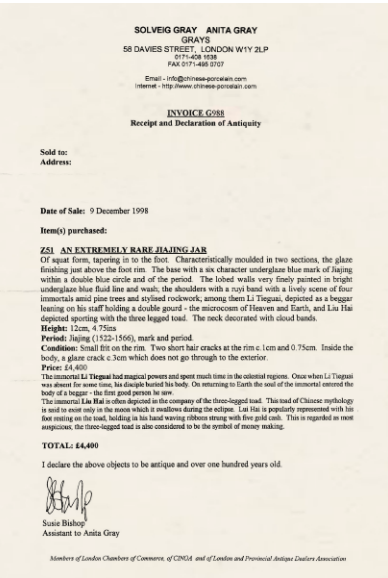 SOLVEIG GRAY   ANITA GRAY
GRAYS
58 DAVIES STREET, LONDON W1Y 2LP
0171-408 1638
FAX 0171-495 0707
Email - info@chinese-porcelain.com
Internet - http://www.chinese-porcelain.com
INVOICE G988
Receipt and Declaration of Antiquity
Sold to:
Address:
Date of Sale: 9 December 1998
Item(s) purchased:
Z51 AN EXTREMELY RARE JIAJING JAR
Of squat form, tapering in to the foot. Characteristically moulded in two sections, the glaze
finishing just above the foot rim. The base with a six character underglaze blue mark of Jiajing
within a double blue circle and of the period. The lobed walls very finely painted in bright
underglaze blue fluid line and wash; the shoulders with a ruyi band with a lively scene of four
immortals amid pine trees and stylised rockwork; among them Li Tieguai, depicted as a beggar
leaning on his staff holding a double gourd - the microcosm of Heaven and Earth, and Liu Hai
depicted sporting with the three legged toad. The neck decorated with cloud bands.
Height: 12cm, 4.75ins
Period: Jiajing (1522-1566), mark and period.
Condition: Small frit on the rim. Two short hair cracks at the rim c.1cm and 0.75cm. Inside the
body, a glaze crack c.3cm which does not go through to the exterior.
Price: £4,400
The immortal Li Tieguai had magical powers and spent much time in the celestial regions. Once when Li Tieguai
was absent for some time, his disciple buried his body. On returning to Earth the soul of the immortal entered the
body of a beggar - the first good person he saw.
The immortal Liu Hai is often depicted in the company of the three-legged toad. This toad of Chinese mythology
is said to exist only in the moon which it swallows during the eclipse. Lui Hai is popularly represented with his
foot resting on the toad, holding in his hand waving ribbons strung with five gold cash. This is regarded as most
auspicious, the three-legged toad is also considered to be the symbol of money making.
TOTAL: £4,400
I declare the above objects to be antique and over one hundred years old.
Susie Bishop
Assistant to Anita Gray
Members of London Chambers of Commerce, of CINOA and of London and Provincial Antique Dealers Association